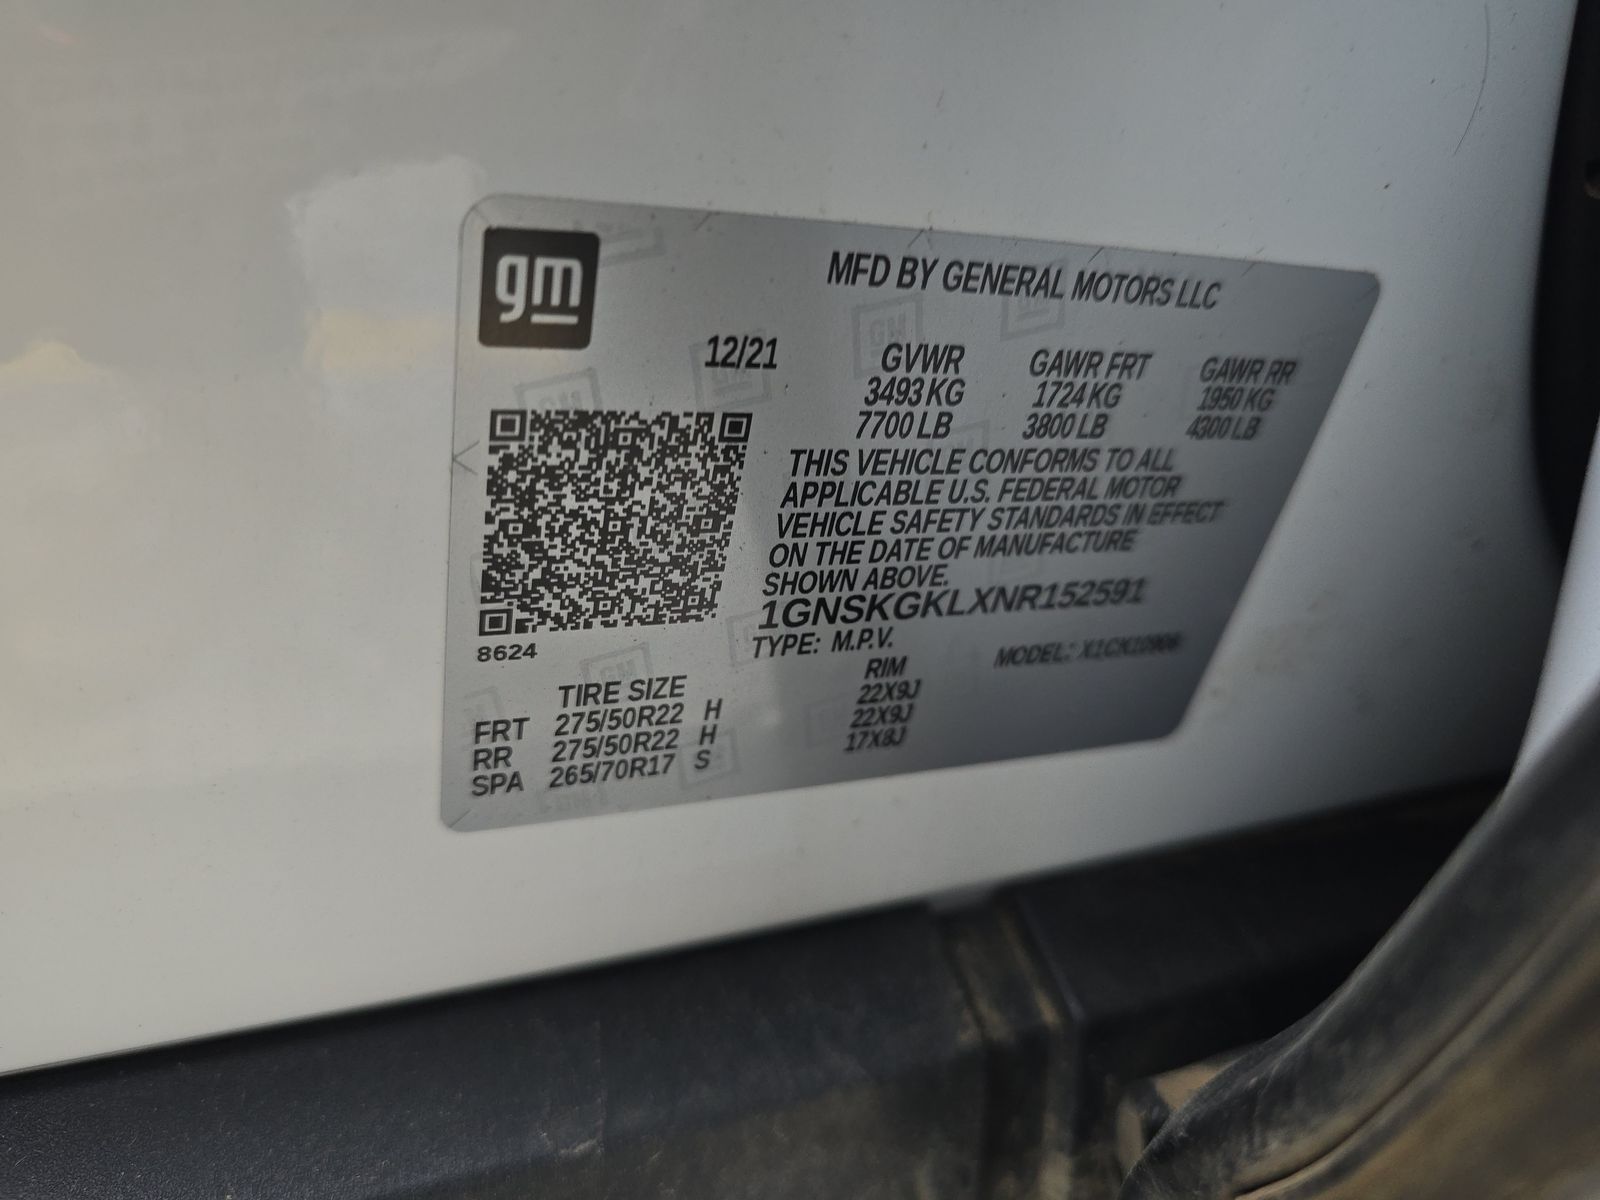 gm
MFD BY GENERAL MOTORS LLC
12/21 GVWR GAWR FRT GAWR RR
3493 KG 1724 KG 1950 KG
7700 LB 3800 LB 4300 LB
THIS VEHICLE CONFORMS TO ALL
APPLICABLE U.S. FEDERAL MOTOR
VEHICLE SAFETY STANDARDS IN EFFECT
ON THE DATE OF MANUFACTURE
SHOWN ABOVE.
1GNSKGKLXNR152591
8624
TYPE: M.P.V. MODEL:
TIRE SIZE RIM
FRT 275/50R22 H 22X9J
RR 275/50R22 H 22X9J
SPA 265/70R17 S 17X8J